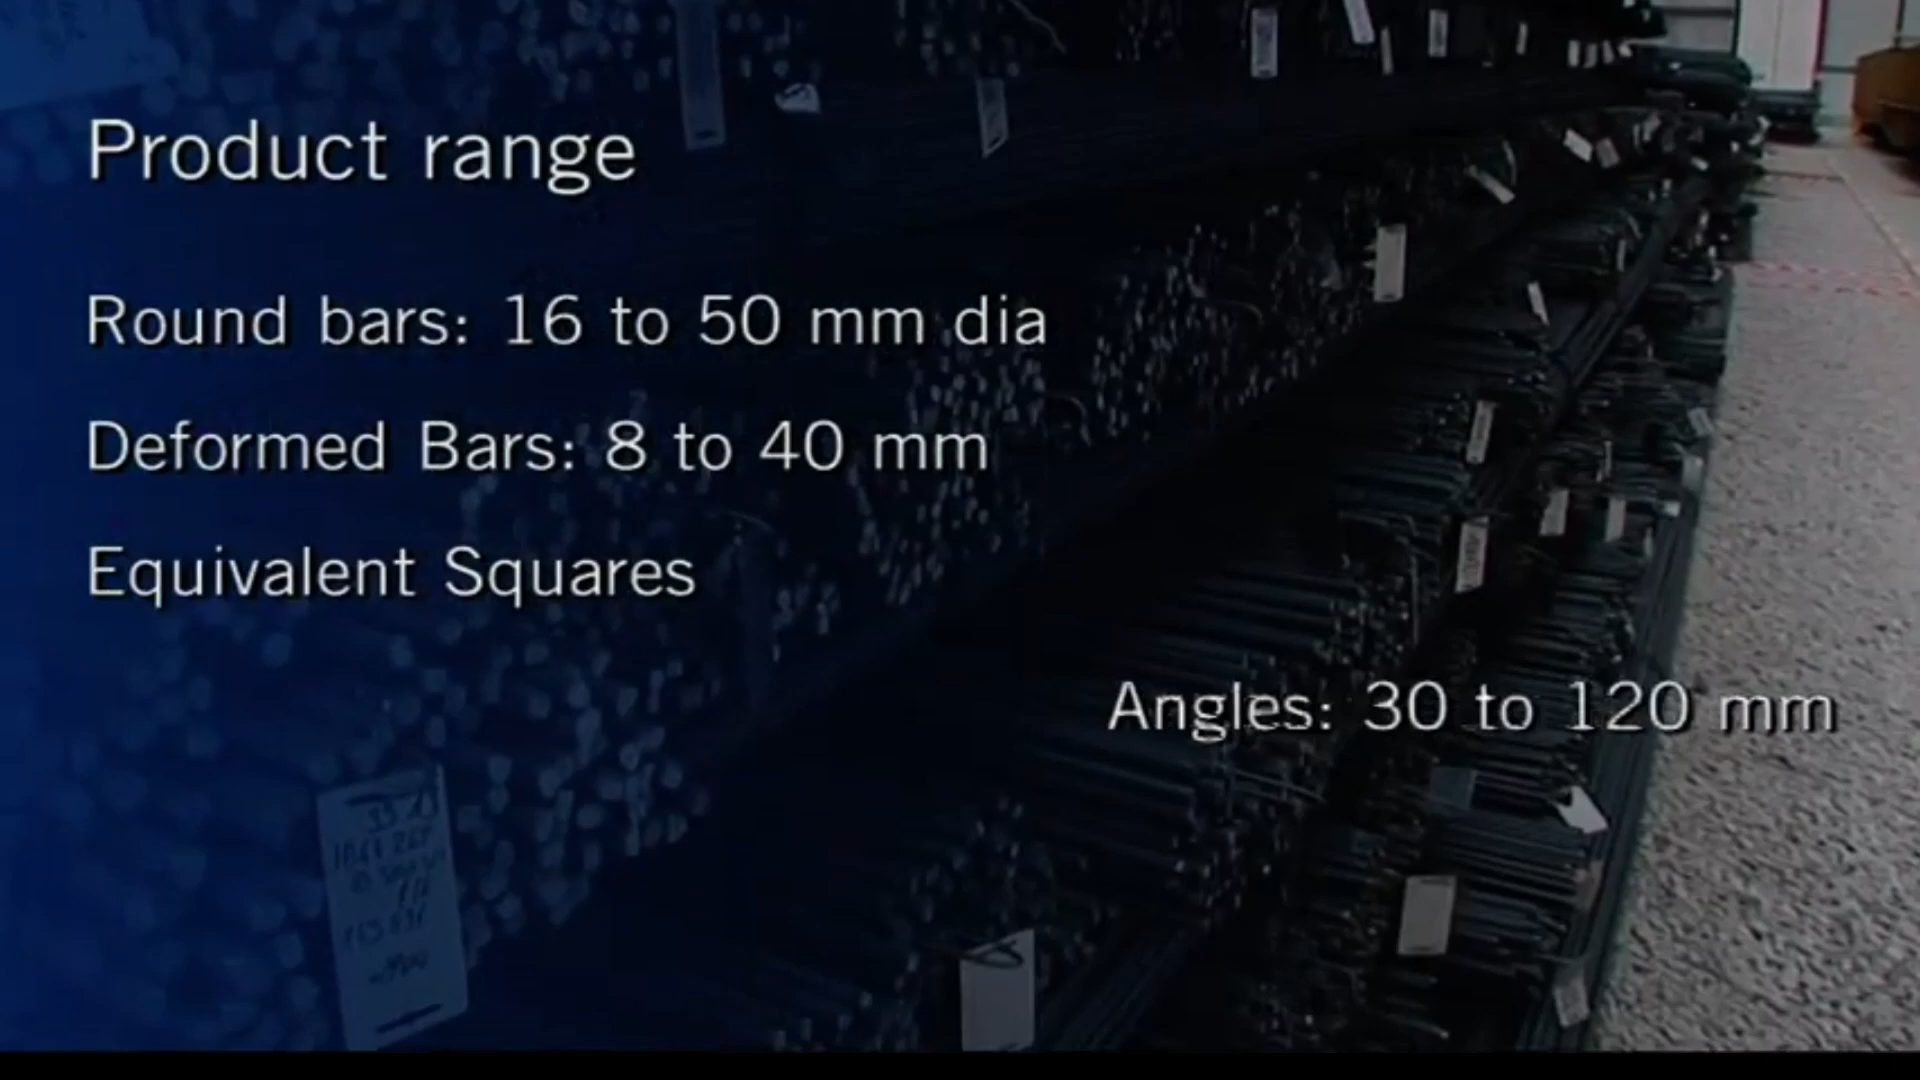 Product range
Round bars: 16 to 50 mm dia
Deformed Bars: 8 to 40 mm
Equivalent Squares
Angles: 30 to 120 mm